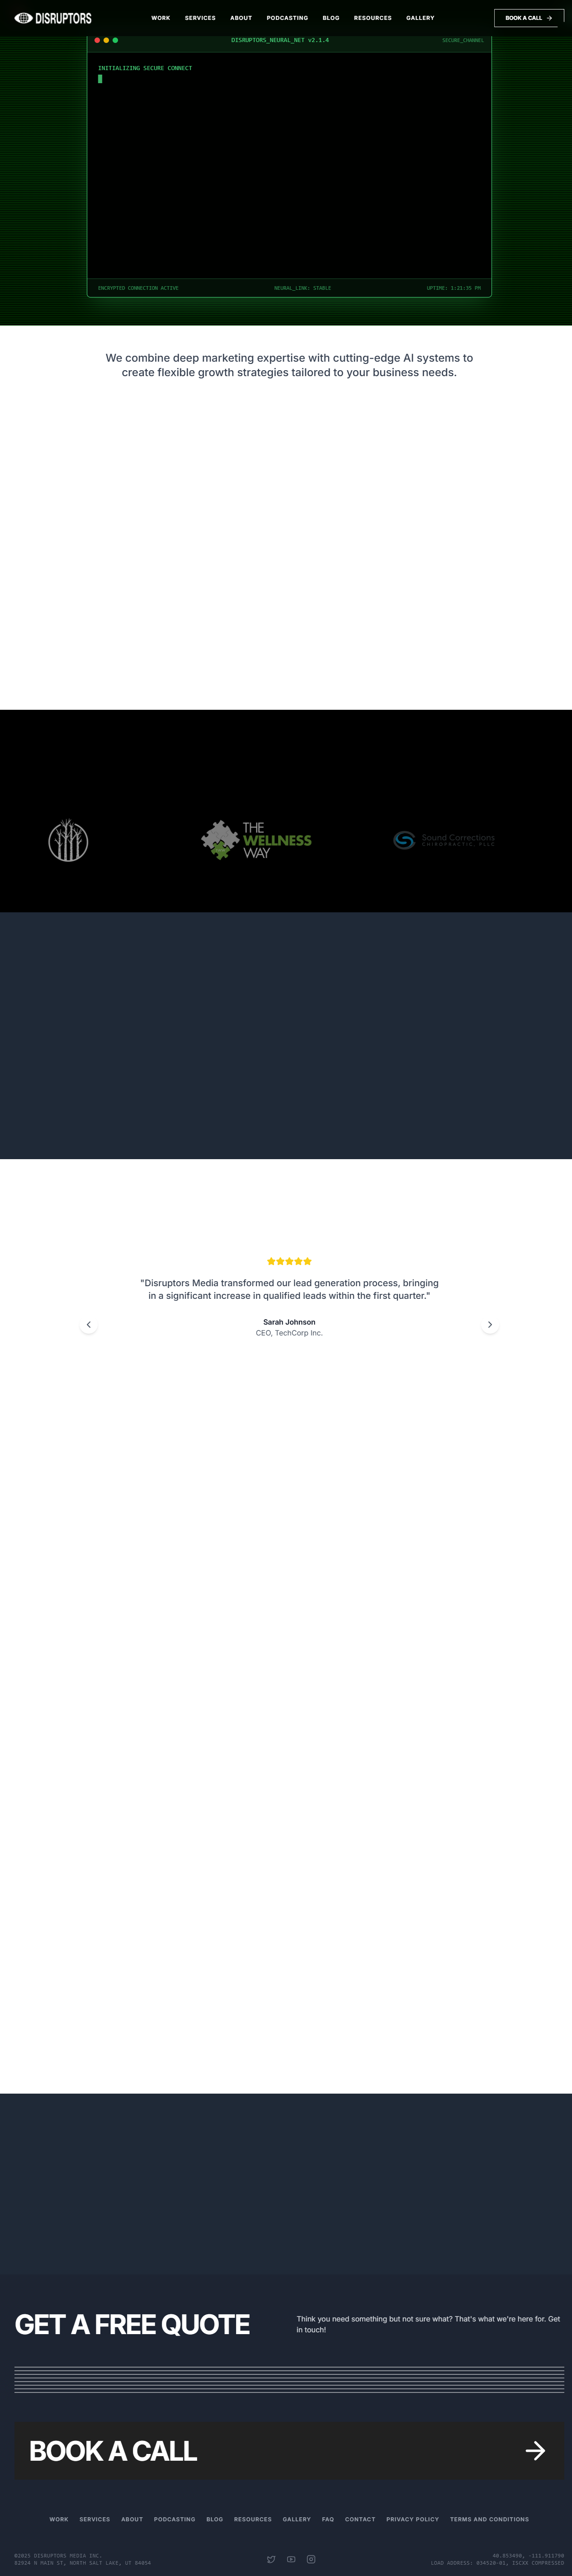 DISRUPTORS
WORK SERVICES ABOUT PODCASTING BLOG RESOURCES GALLERY
BOOK A CALL
DISRUPTORS_NEURAL_NET v2.1.4
SECURE_CHANNEL
INITIALIZING SECURE CONNECT
ENCRYPTED CONNECTION ACTIVE
NEURAL_LINK: STABLE
UPTIME: 1:21:35 PM
We combine deep marketing expertise with cutting-edge AI systems to
create flexible growth strategies tailored to your business needs.
THE
WELLNESS
WAY
Sound Corrections
CHIROPRACTIC, PLLC
"Disruptors Media transformed our lead generation process, bringing
in a significant increase in qualified leads within the first quarter."
Sarah Johnson
CEO, TechCorp Inc.
GET A FREE QUOTE
Think you need something but not sure what? That's what we're here for. Get
in touch!
BOOK A CALL
WORK SERVICES ABOUT PODCASTING BLOG RESOURCES GALLERY FAQ CONTACT PRIVACY POLICY TERMS AND CONDITIONS
©2025 DISRUPTORS MEDIA INC.
NORTH SALT LAKE, UT 84054
LOAD ADDRESS:
COMPRESSED